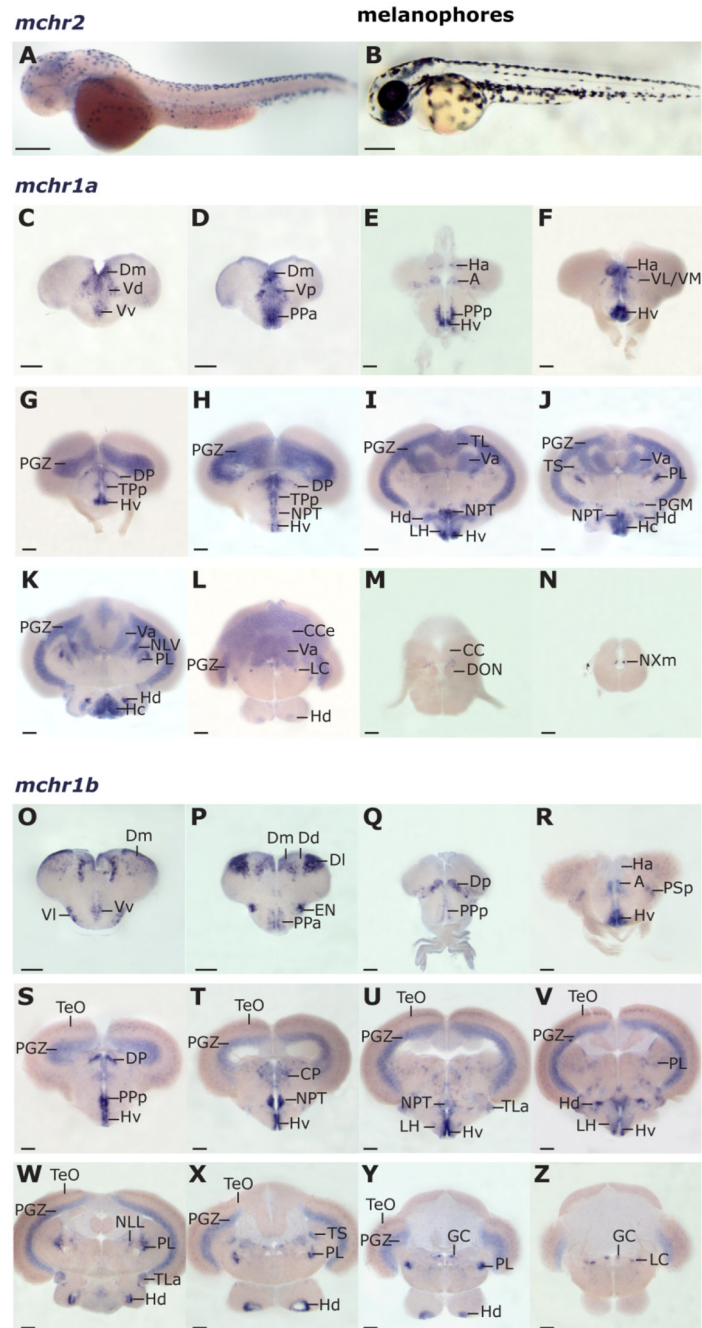 mchr2
melanophores
A B
mchr1a
C D E F
Dm Dm Ha Ha
Vd Vp A VL/VM
Vv PPa PPp Hv
Hv
G H I J
PGZ PGZ PGZ TL PGZ
DP DP Va TS Va
TPp TPp PL
Hv NPT Hd NPT NPT PGM
Hv LH Hv Hd
Hc
K L M N
PGZ Va CCe CC NXm
NLV Va DON
PL PGZ LC
Hd Hd
Hc
mchr1b
O P Q R
Dm Dm Dd Ha
Dl Dp A PSp
Vl Vv EN PPp Hv
PPa
S T U V
TeO TeO TeO TeO
PGZ PGZ PGZ PGZ
DP CP PL
PPp NPT NPT TLa Hd
Hv Hv LH Hv LH Hv
W X Y Z
TeO TeO TeO
PGZ PGZ PGZ
NLL TS GC GC
PL PL PL LC
TLa
Hd Hd Hd